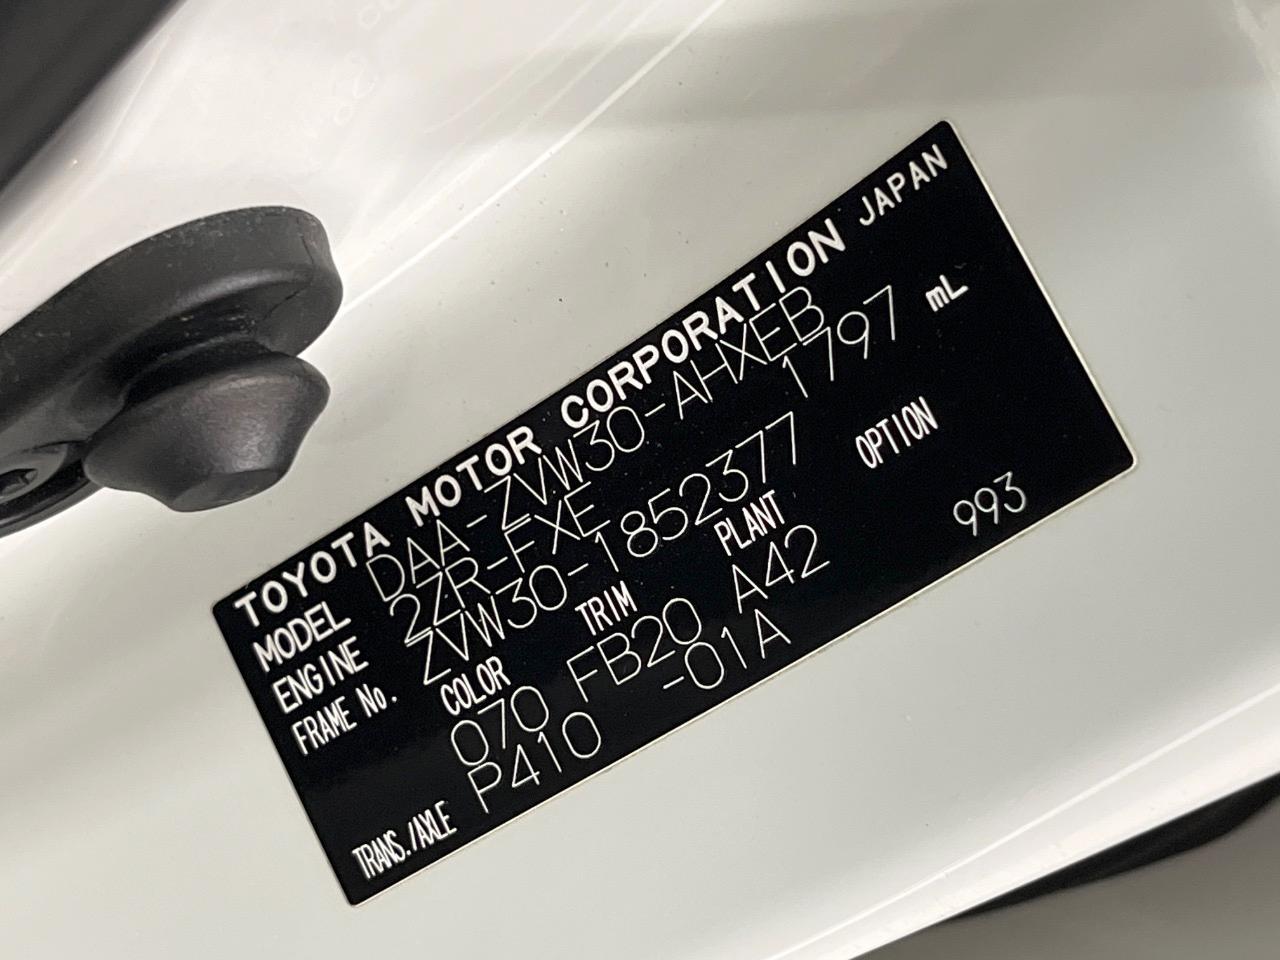 TOYOTA MOTOR CORPORATION JAPAN
MODEL DAA-ZVW30-AHXEB
ENGINE 2ZR-FXE 1797 mL
FRAME No. ZVW30-1852377
COLOR TRIM PLANT OPTION
070 FB20 A42 993
TRANS./AXLE P410 -01A